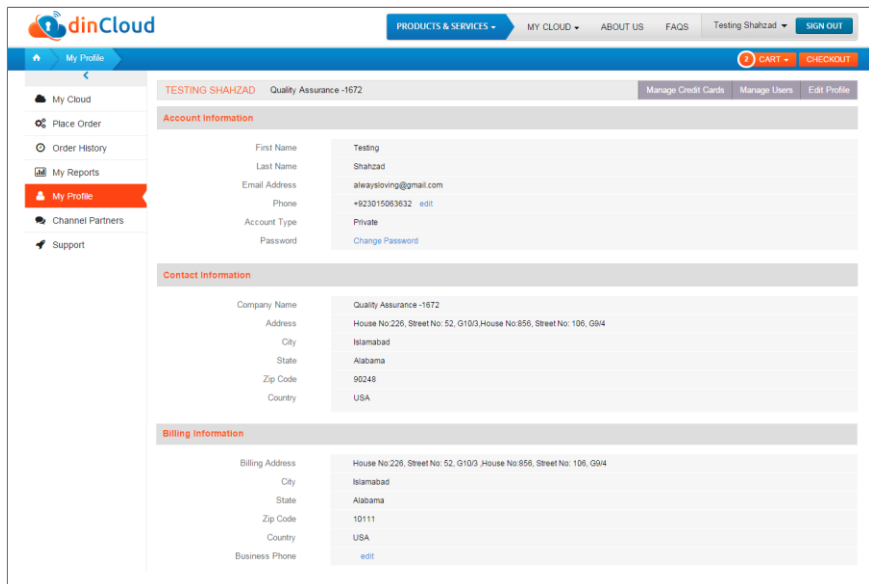 dinCloud
PRODUCTS & SERVICES MY CLOUD ABOUT US FAQS Testing Shahzad SIGN OUT
My Profile 2 CART CHECKOUT
My Cloud
Place Order
Order History
My Reports
My Profile
Channel Partners
Support
TESTING SHAHZAD Quality Assurance -1672 Manage Credit Cards Manage Users Edit Profile
Account Information
First Name Testing
Last Name Shahzad
Email Address alwaysloving@gmail.com
Phone +923015063632 edit
Account Type Private
Password Change Password
Contact Information
Company Name Quality Assurance -1672
Address House No:226, Street No: 52, G10/3,House No:856, Street No: 106, G9/4
City Islamabad
State Alabama
Zip Code 90248
Country USA
Billing Information
Billing Address House No:226, Street No: 52, G10/3 ,House No:856, Street No: 106, G9/4
City Islamabad
State Alabama
Zip Code 10111
Country USA
Business Phone edit